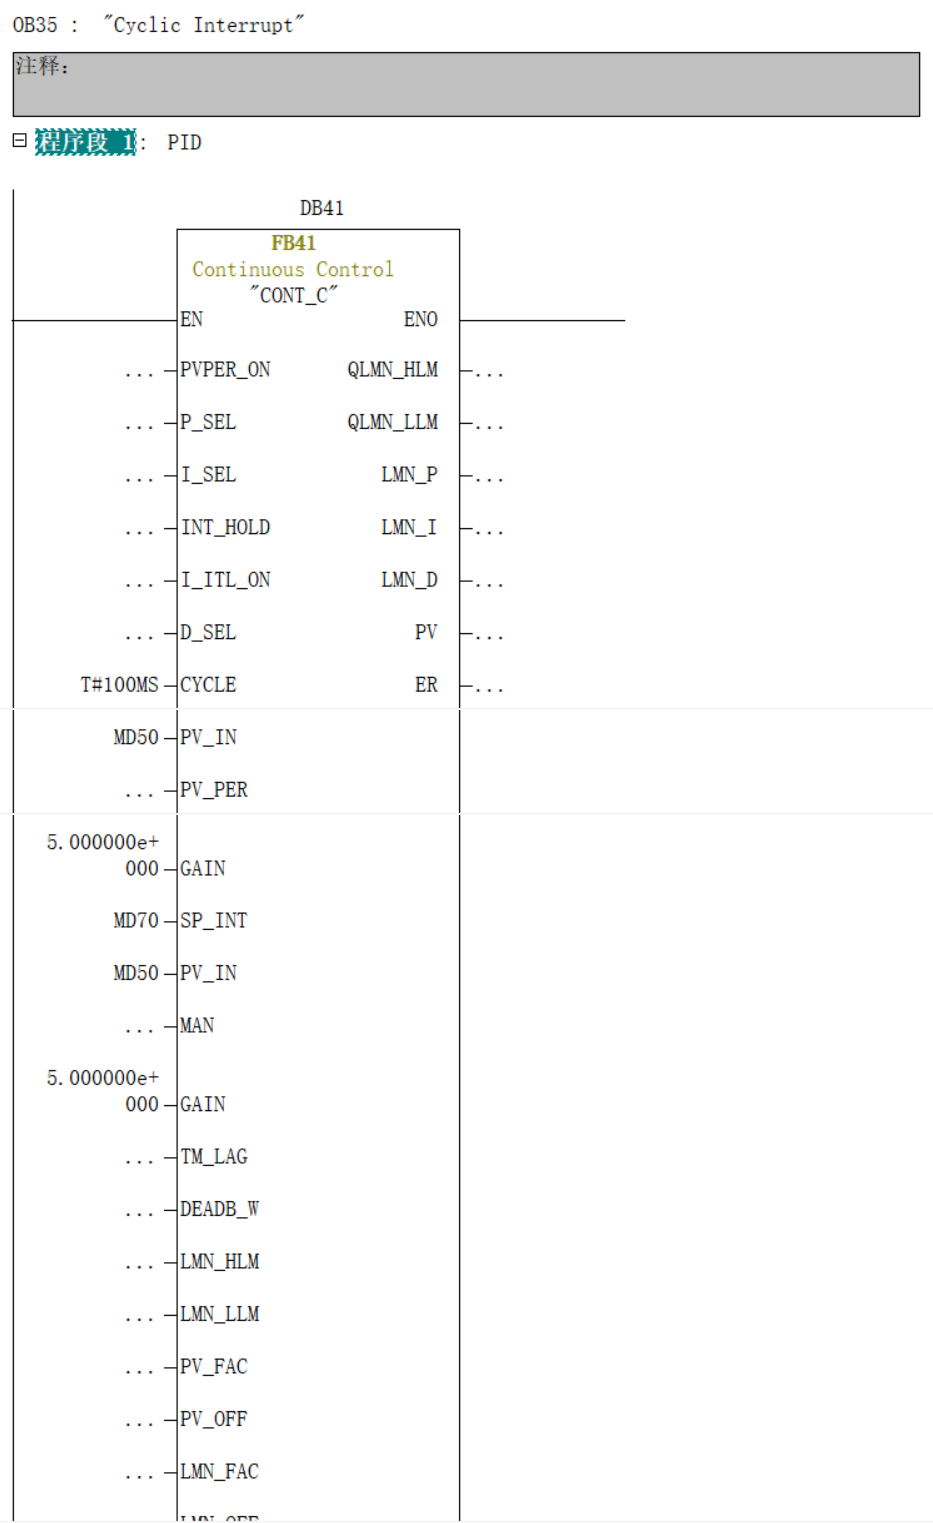 OB35 : "Cyclic Interrupt"
注释：
程序段 1: PID
DB41
FB41
Continuous Control
"CONT_C"
EN ENO
... PVPER_ON QLMN_HLM ...
... P_SEL QLMN_LLM ...
... I_SEL LMN_P ...
... INT_HOLD LMN_I ...
... I_ITL_ON LMN_D ...
... D_SEL PV ...
T#100MS CYCLE ER ...
MD50 PV_IN
... PV_PER
5.000000e+
000 GAIN
MD70 SP_INT
MD50 PV_IN
... MAN
5.000000e+
000 GAIN
... TM_LAG
... DEADB_W
... LMN_HLM
... LMN_LLM
... PV_FAC
... PV_OFF
... LMN_FAC